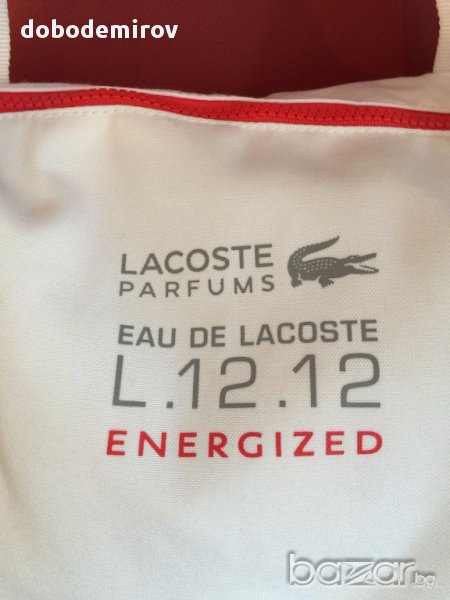 dobodemirov
LACOSTE
PARFUMS
EAU DE LACOSTE
L.12.12
ENERGIZED
bazar.bg